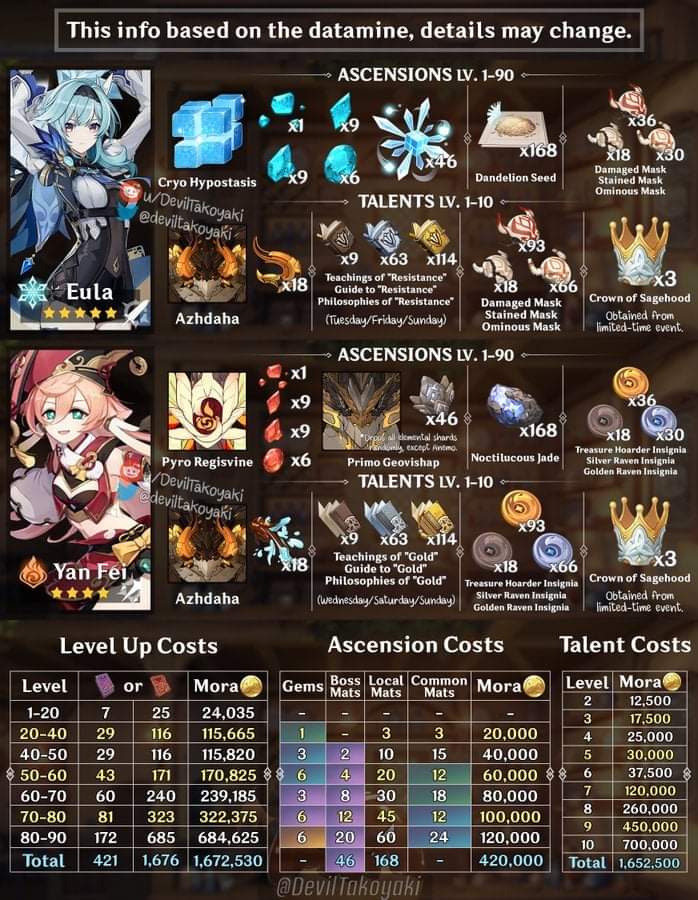 This info based on the datamine, details may change.
ASCENSIONS LV. 1-90
x1
x9
x9
x6
x46
Cryo Hypostasis
x168
Dandelion Seed
x36
x18
x30
Damaged Mask
Stained Mask
Ominous Mask
u/DevilTakoyaki
@deviltakoyaki
Eula
TALENTS LV. 1-10
Azhdaha
x18
x9
x63
x114
Teachings of "Resistance"
Guide to "Resistance"
Philosophies of "Resistance"
(Tuesday/Friday/Sunday)
x93
x18
x66
Damaged Mask
Stained Mask
Ominous Mask
x3
Crown of Sagehood
Obtained from
limited-time event.
ASCENSIONS LV. 1-90
x1
x9
x9
x6
Pyro Regisvine
x46
*Drops all elemental shards
randomly, except Anemo.
Primo Geovishap
x168
Noctilucous Jade
x36
x18
x30
Treasure Hoarder Insignia
Silver Raven Insignia
Golden Raven Insignia
u/DevilTakoyaki
@deviltakoyaki
Yan Fei
TALENTS LV. 1-10
Azhdaha
x18
x9
x63
x114
Teachings of "Gold"
Guide to "Gold"
Philosophies of "Gold"
(Wednesday/Saturday/Sunday)
x93
x18
x66
Treasure Hoarder Insignia
Silver Raven Insignia
Golden Raven Insignia
x3
Crown of Sagehood
Obtained from
limited-time event.
Level Up Costs
Level or Mora
1-20 7 25 24,035
20-40 29 116 115,665
40-50 29 116 115,820
50-60 43 171 170,825
60-70 60 240 239,185
70-80 81 323 322,375
80-90 172 685 684,625
Total 421 1,676 1,672,530
Ascension Costs
Gems Boss Mats Local Mats Common Mats Mora
- - - - -
1 - 3 3 20,000
3 2 10 15 40,000
6 4 20 12 60,000
3 8 30 18 80,000
6 12 45 12 100,000
6 20 60 24 120,000
- 46 168 - 420,000
Talent Costs
Level Mora
2 12,500
3 17,500
4 25,000
5 30,000
6 37,500
7 120,000
8 260,000
9 450,000
10 700,000
Total 1,652,500
@DevilTakoyaki